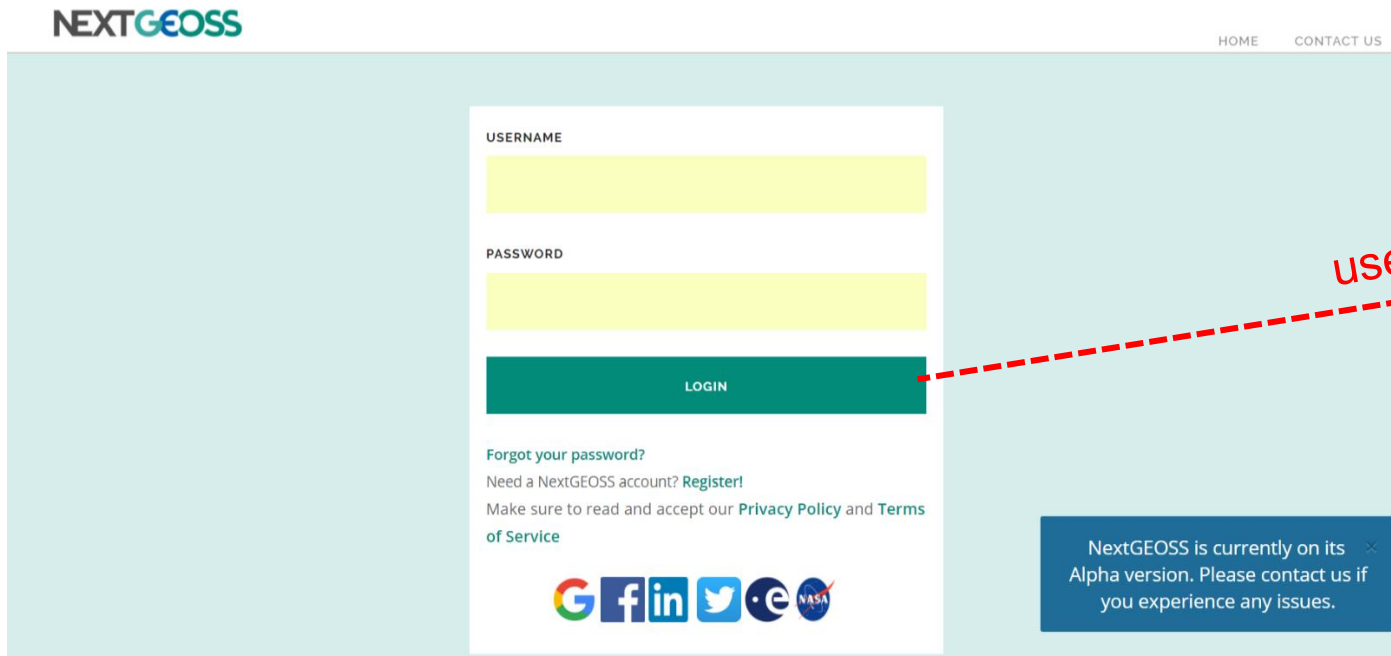 NEXTGEOSS
HOME CONTACT US
USERNAME
PASSWORD
LOGIN
Forgot your password?
Need a NextGEOSS account? Register!
Make sure to read and accept our Privacy Policy and Terms
of Service
f in e NASA
NextGEOSS is currently on its ×
Alpha version. Please contact us if
you experience any issues.